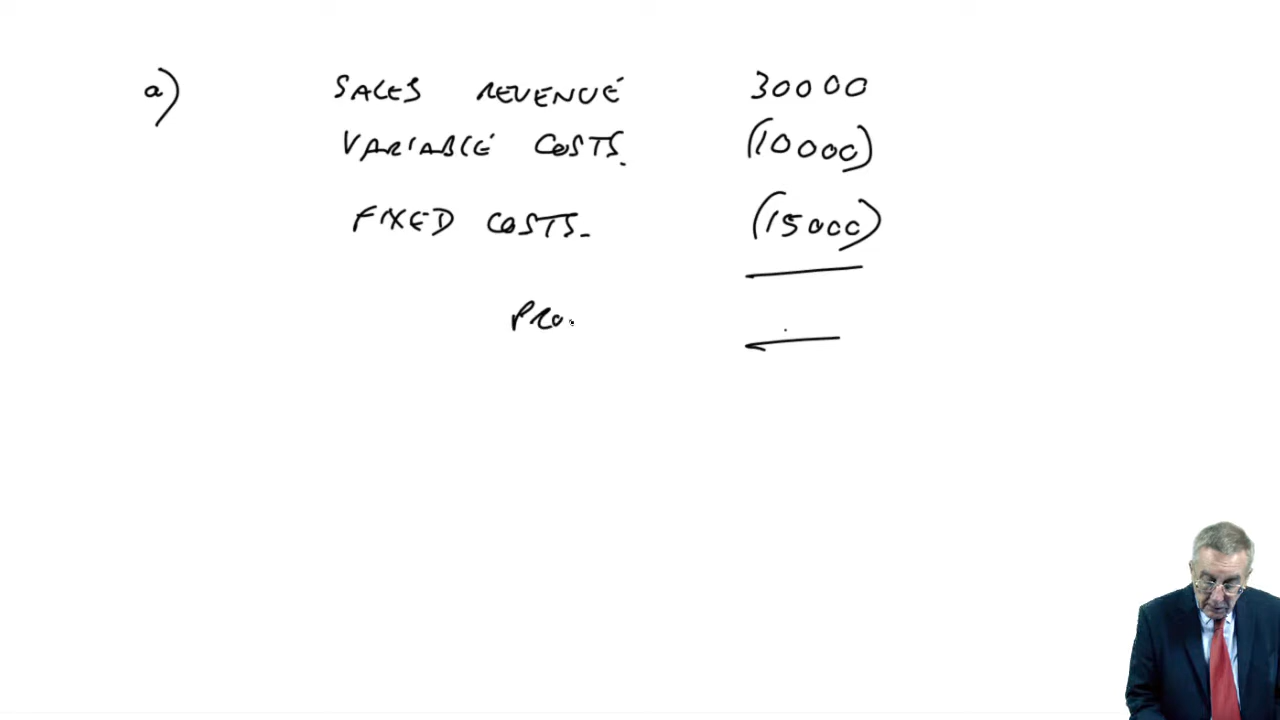 a) SALES REVENUE 30000
VARIABLE COSTS. (10000)
FIXED COSTS. (15000)
PRO